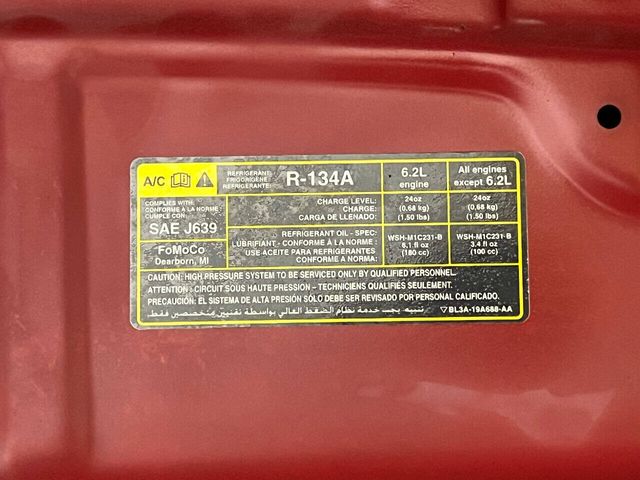 A/C
REFRIGERANT:
FRIGORIGÈNE
REFRIGERANTE:
R-134A
6.2L
engine
All engines
except 6.2L
COMPLIES WITH:
CONFORME À LA NORME :
CUMPLE CON:
SAE J639
FoMoCo
Dearborn, MI
CHARGE LEVEL:
CHARGE:
CARGA DE LLENADO:
24oz
(0.68 kg)
(1.50 lbs)
24oz
(0.68 kg)
(1.50 lbs)
REFRIGERANT OIL - SPEC:
LUBRIFIANT - CONFORME À LA NORME :
USE ACEITE PARA REFRIGERANTES
CONFORME A NORMA:
WSH-M1C231-B
6.1 fl oz
(180 cc)
WSH-M1C231-B
3.4 fl oz
(100 cc)
CAUTION: HIGH PRESSURE SYSTEM TO BE SERVICED ONLY BY QUALIFIED PERSONNEL.
ATTENTION : CIRCUIT SOUS HAUTE PRESSION - TECHNICIENS QUALIFIÉS SEULEMENT.
PRECAUCIÓN: EL SISTEMA DE ALTA PRESIÓN SÓLO DEBE SER REVISADO POR PERSONAL CALIFICADO.
تنبيه يجب خدمة نظام الضغط العالي بواسطة تقنيين متخصصين فقط.
BL3A-19A688-AA